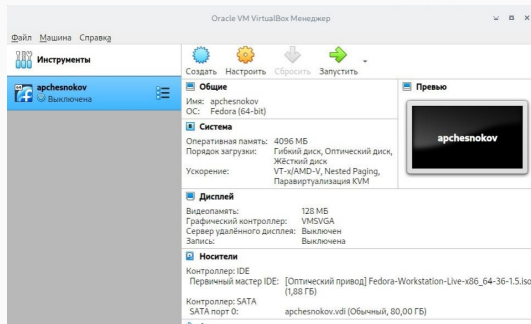 Oracle VM VirtualBox Менеджер
Файл Машина Справка
Инструменты
apchesnokov
Выключена
Создать Настроить Сбросить Запустить
Общие
Имя: apchesnokov
ОС: Fedora (64-bit)
Система
Оперативная память: 4096 МБ
Порядок загрузки: Гибкий диск, Оптический диск,
Жёсткий диск
Ускорение: VT-x/AMD-V, Nested Paging,
Паравиртуализация KVM
Превью
apchesnokov
Дисплей
Видеопамять: 128 МБ
Графический контроллер: VMSVGA
Сервер удалённого дисплея: Выключен
Запись: Выключена
Носители
Контроллер: IDE
Первичный мастер IDE: [Оптический привод] Fedora-Workstation-Live-x86_64-36-1.5.iso
(1,88 ГБ)
Контроллер: SATA
SATA порт 0: apchesnokov.vdi (Обычный, 80,00 ГБ)